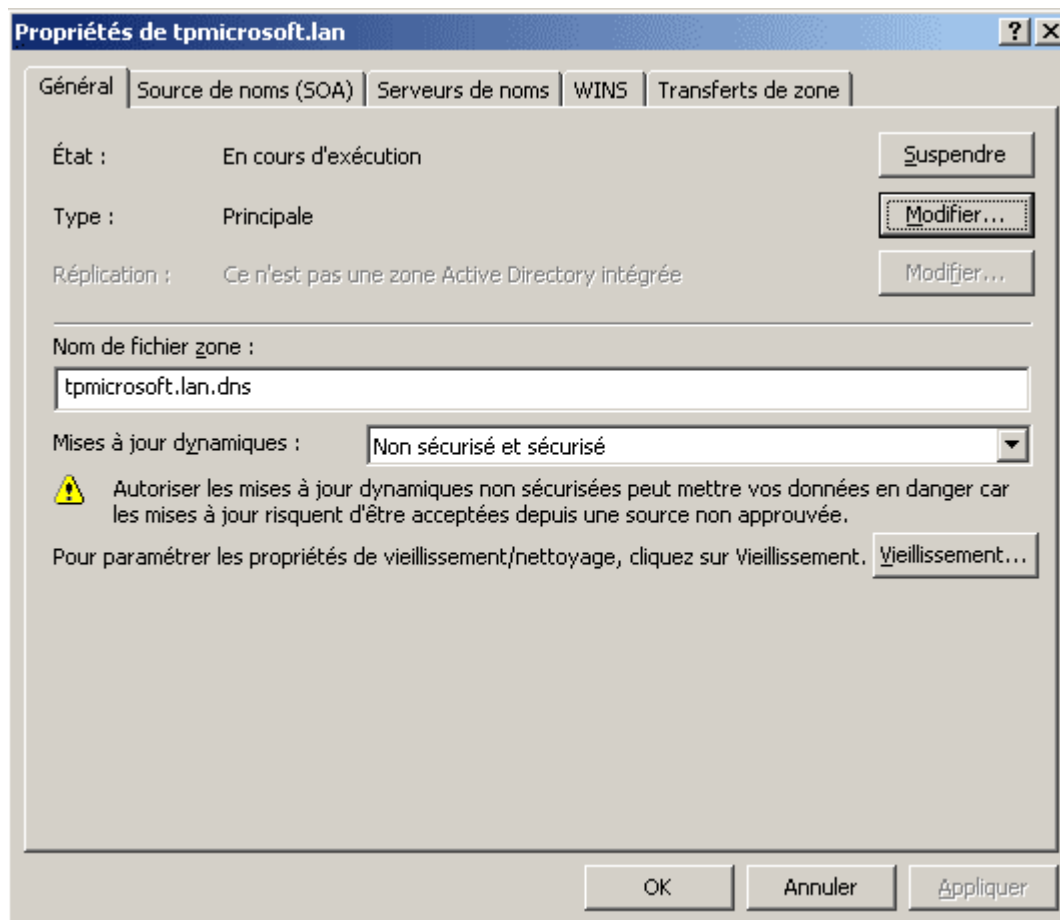 Propriétés de tpmicrosoft.lan
Général Source de noms (SOA) Serveurs de noms WINS Transferts de zone
État : En cours d'exécution Suspendre
Type : Principale Modifier...
Réplication : Ce n'est pas une zone Active Directory intégrée Modifier...
Nom de fichier zone :
tpmicrosoft.lan.dns
Mises à jour dynamiques : Non sécurisé et sécurisé
Autoriser les mises à jour dynamiques non sécurisées peut mettre vos données en danger car
les mises à jour risquent d'être acceptées depuis une source non approuvée.
Pour paramétrer les propriétés de vieillissement/nettoyage, cliquez sur Vieillissement. Vieillissement...
OK Annuler Appliquer